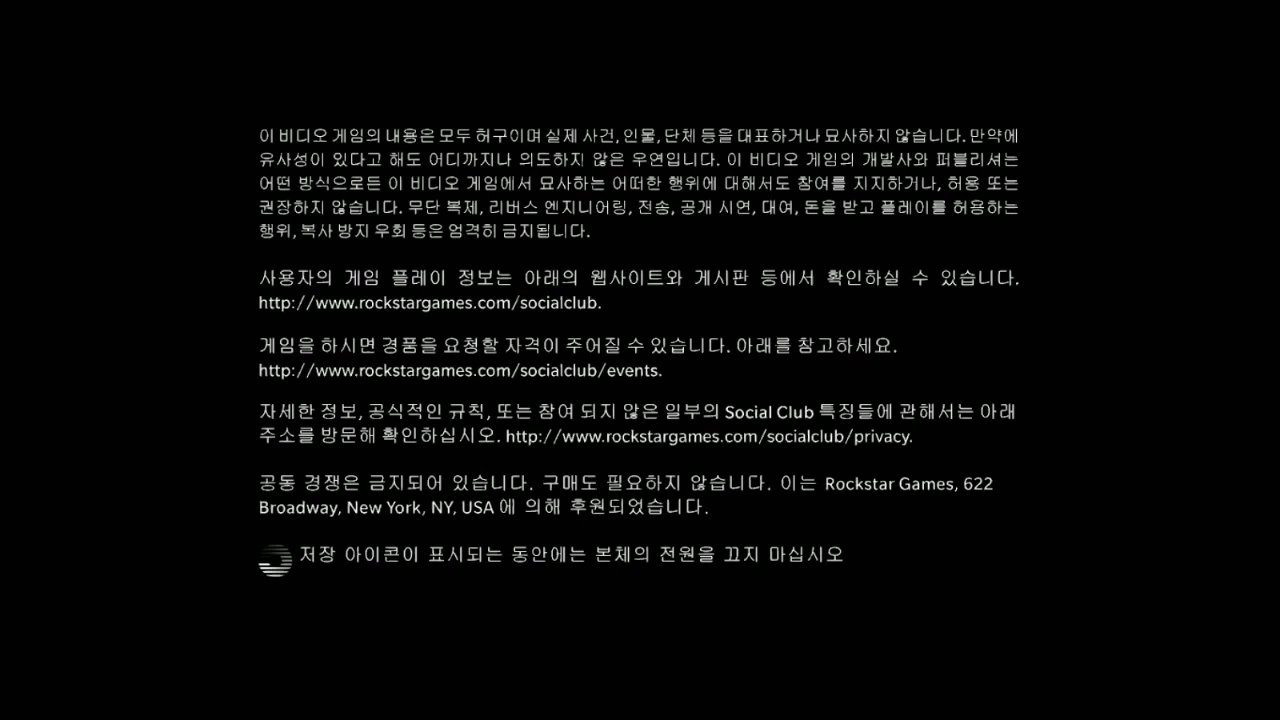 이 비디오 게임의 내용은 모두 허구이며 실제 사건, 인물, 단체 등을 대표하거나 묘사하지 않습니다. 만약에
유사성이 있다고 해도 어디까지나 의도하지 않은 우연입니다. 이 비디오 게임의 개발사와 퍼블리셔는
어떤 방식으로든 이 비디오 게임에서 묘사하는 어떠한 행위에 대해서도 참여를 지지하거나, 허용 또는
권장하지 않습니다. 무단 복제, 리버스 엔지니어링, 전송, 공개 시연, 대여, 돈을 받고 플레이를 허용하는
행위, 복사 방지 우회 등은 엄격히 금지됩니다.
사용자의 게임 플레이 정보는 아래의 웹사이트와 게시판 등에서 확인하실 수 있습니다.
http://www.rockstargames.com/socialclub.
게임을 하시면 경품을 요청할 자격이 주어질 수 있습니다. 아래를 참고하세요.
http://www.rockstargames.com/socialclub/events.
자세한 정보, 공식적인 규칙, 또는 참여 되지 않은 일부의 Social Club 특징들에 관해서는 아래
주소를 방문해 확인하십시오. http://www.rockstargames.com/socialclub/privacy.
공동 경쟁은 금지되어 있습니다. 구매도 필요하지 않습니다. 이는 Rockstar Games, 622
Broadway, New York, NY, USA 에 의해 후원되었습니다.
저장 아이콘이 표시되는 동안에는 본체의 전원을 끄지 마십시오